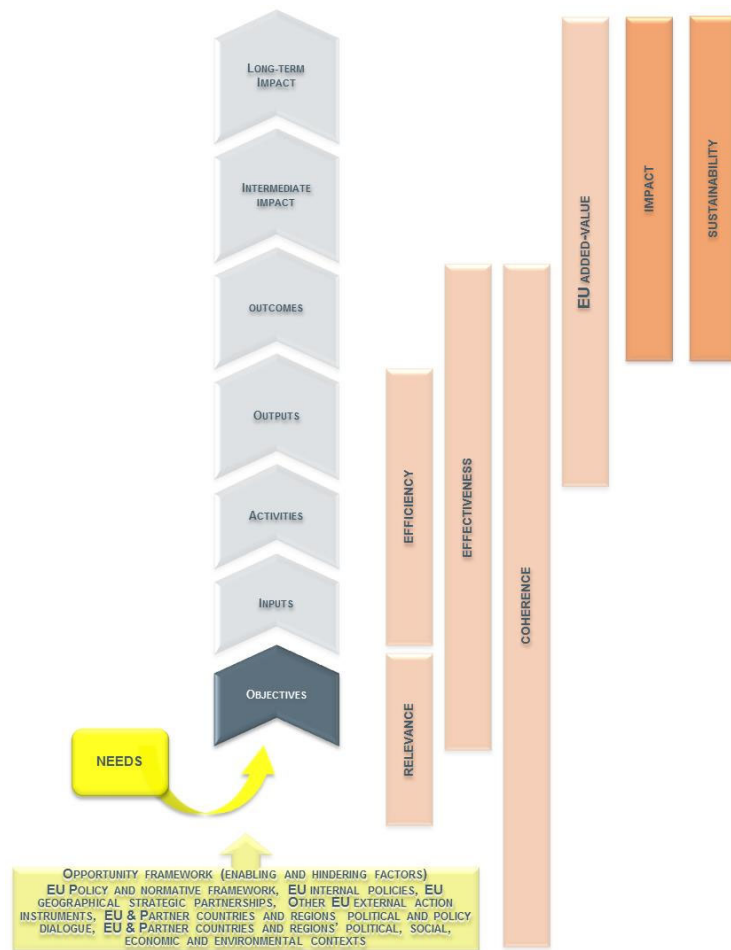 LONG-TERM
IMPACT
INTERMEDIATE
IMPACT
OUTCOMES
OUTPUTS
ACTIVITIES
INPUTS
OBJECTIVES
NEEDS
OPPORTUNITY FRAMEWORK (ENABLING AND HINDERING FACTORS)
EU POLICY AND NORMATIVE FRAMEWORK, EU INTERNAL POLICIES, EU
GEOGRAPHICAL STRATEGIC PARTNERSHIPS, OTHER EU EXTERNAL ACTION
INSTRUMENTS, EU & PARTNER COUNTRIES AND REGIONS POLITICAL AND POLICY
DIALOGUE, EU & PARTNER COUNTRIES AND REGIONS' POLITICAL, SOCIAL,
ECONOMIC AND ENVIRONMENTAL CONTEXTS
EFFICIENCY
RELEVANCE
EFFECTIVENESS
COHERENCE
EU ADDED-VALUE
IMPACT
SUSTAINABILITY